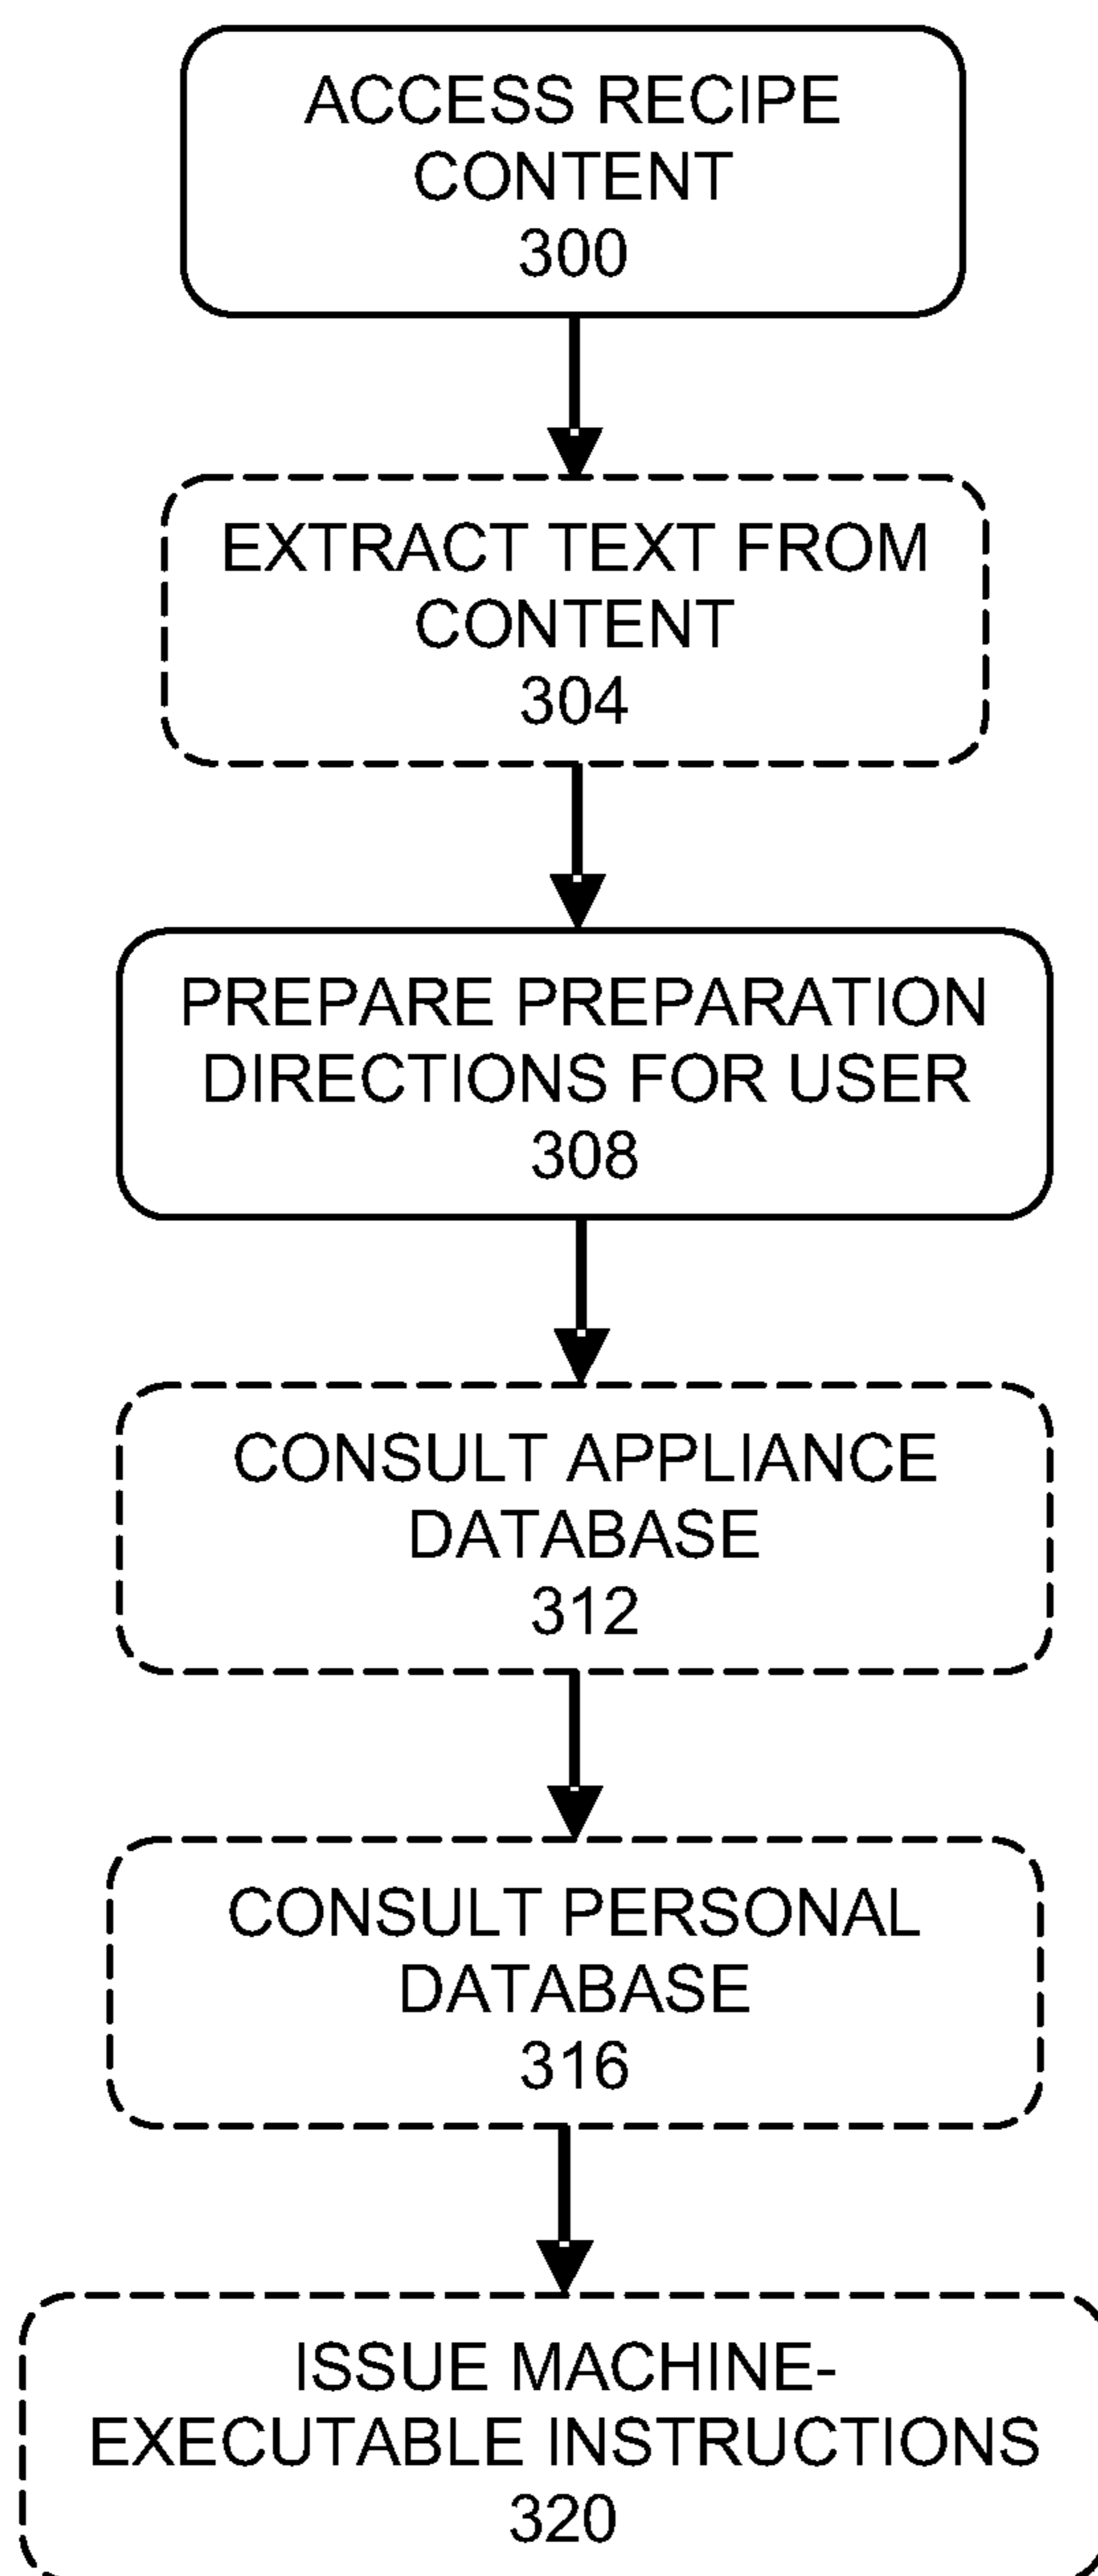 ACCESS RECIPE
CONTENT
300
EXTRACT TEXT FROM
CONTENT
304
PREPARE PREPARATION
DIRECTIONS FOR USER
308
CONSULT APPLIANCE
DATABASE
312
CONSULT PERSONAL
DATABASE
316
ISSUE MACHINE-
EXECUTABLE INSTRUCTIONS
320